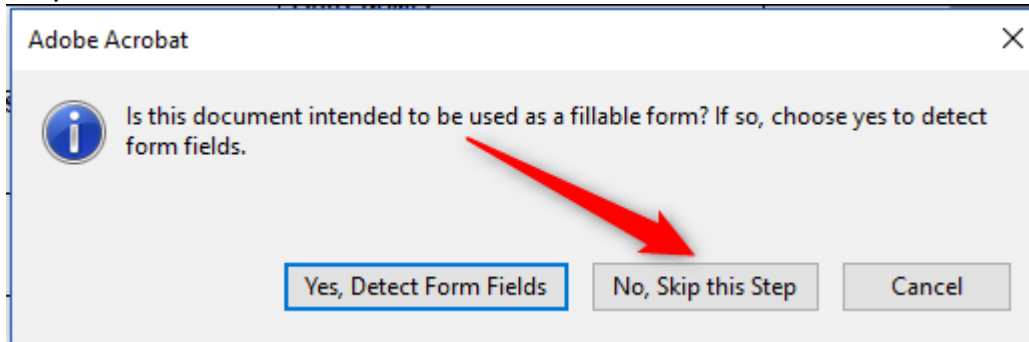 Adobe Acrobat
Is this document intended to be used as a fillable form? If so, choose yes to detect
form fields.
Yes, Detect Form Fields
No, Skip this Step
Cancel